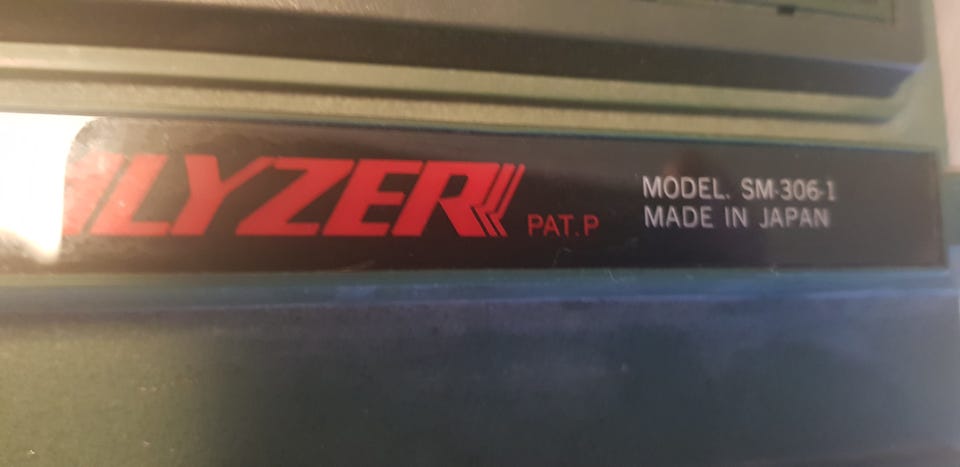 LYZER
PAT.P
MODEL. SM-306-1
MADE IN JAPAN